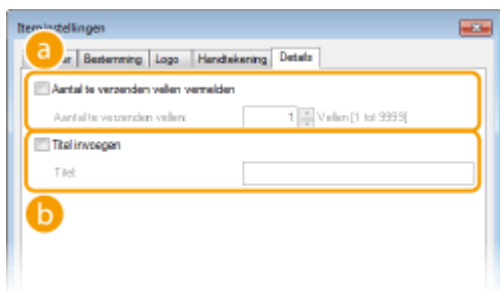 Iteminstellingen
a
Bestemming Logo Handtekening Details
Aantal te verzenden vellen vermelden
Aantal te verzenden vellen: 1 Vellen [1 tot 9999]
Titel invoegen
Titel:
b